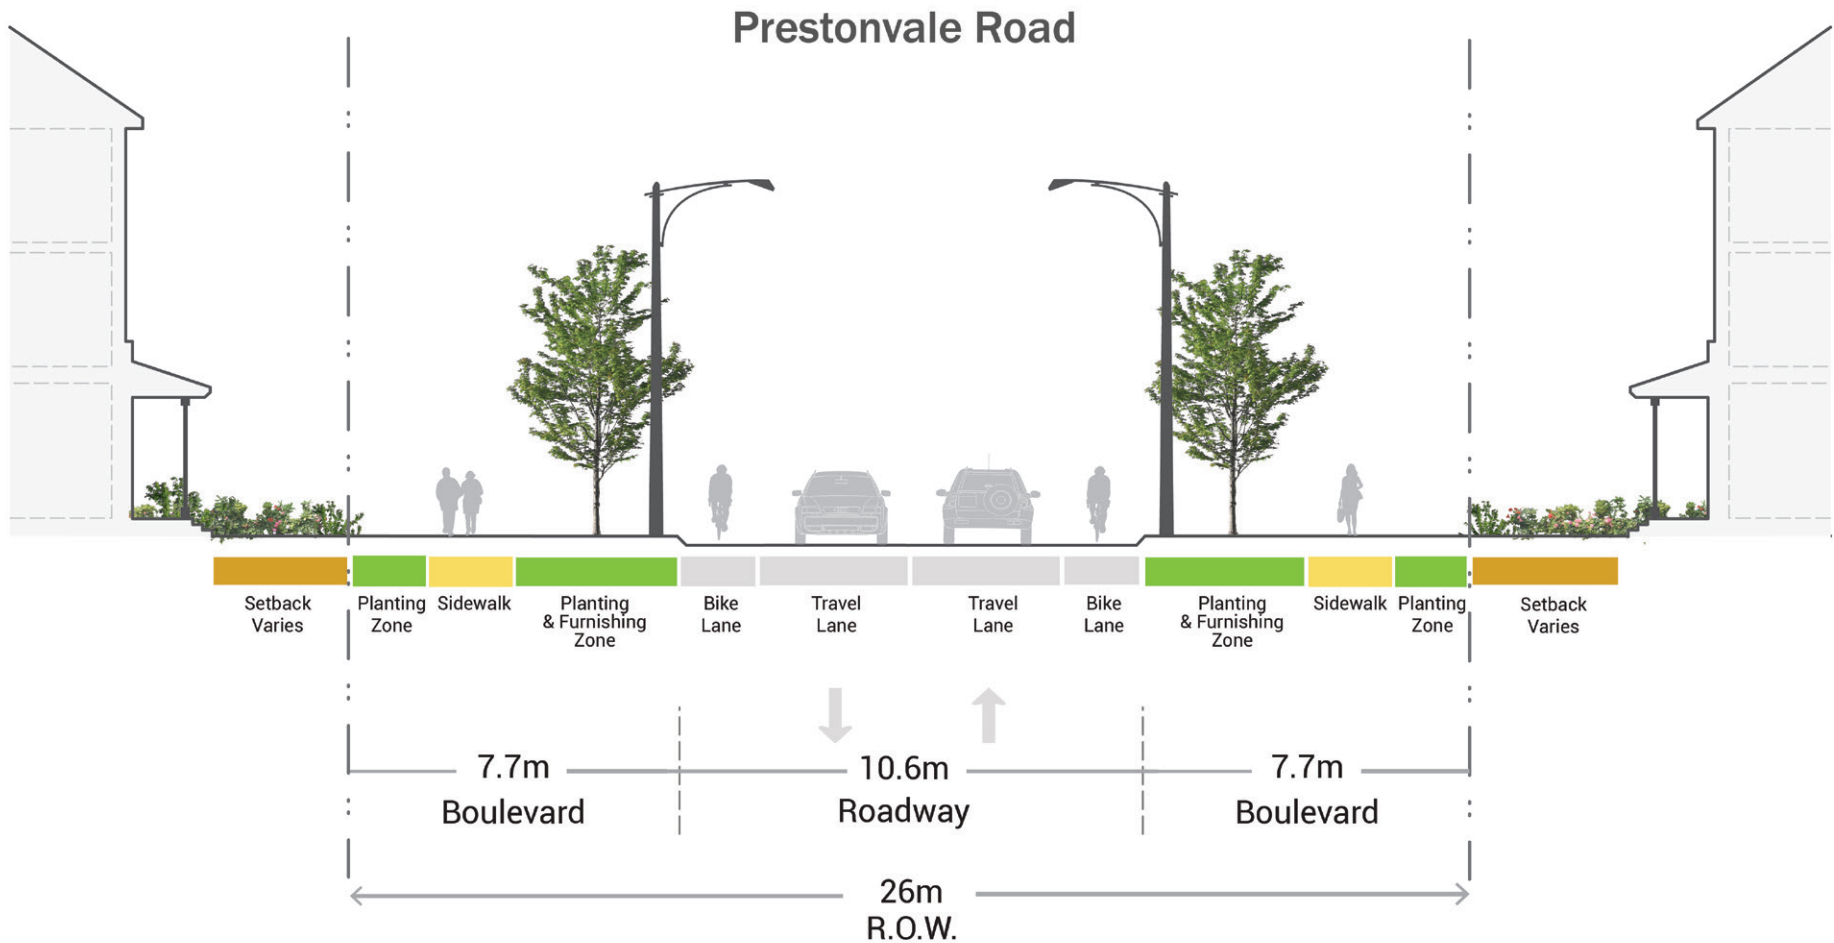 Prestonvale Road
Setback
Varies
Planting
Zone
Sidewalk
Planting
& Furnishing
Zone
Bike
Lane
Travel
Lane
Travel
Lane
Bike
Lane
Planting
& Furnishing
Zone
Sidewalk
Planting
Zone
Setback
Varies
7.7m
Boulevard
10.6m
Roadway
7.7m
Boulevard
26m
R.O.W.